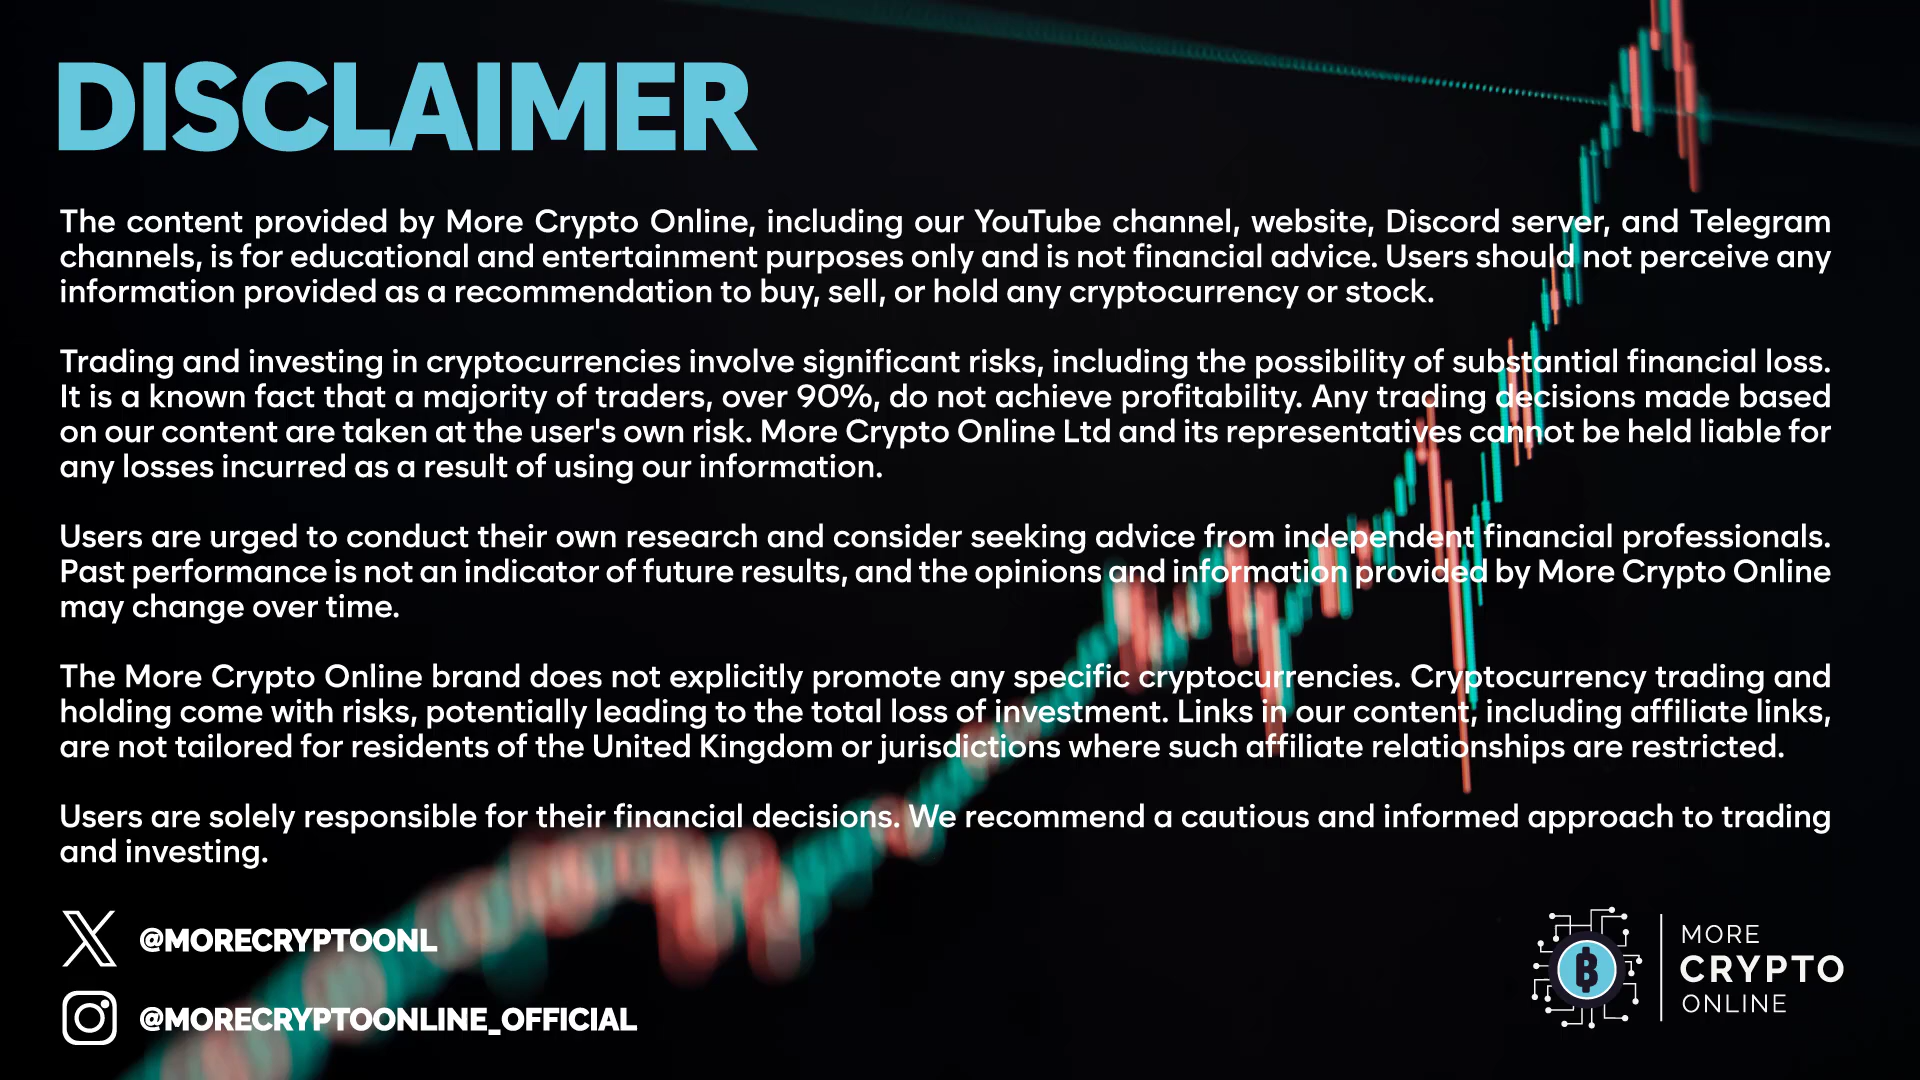 DISCLAIMER
The content provided by More Crypto Online, including our YouTube channel, website, Discord server, and Telegram
channels, is for educational and entertainment purposes only and is not financial advice. Users should not perceive any
information provided as a recommendation to buy, sell, or hold any cryptocurrency or stock.
Trading and investing in cryptocurrencies involve significant risks, including the possibility of substantial financial loss.
It is a known fact that a majority of traders, over 90%, do not achieve profitability. Any trading decisions made based
on our content are taken at the user's own risk. More Crypto Online Ltd and its representatives cannot be held liable for
any losses incurred as a result of using our information.
Users are urged to conduct their own research and consider seeking advice from independent financial professionals.
Past performance is not an indicator of future results, and the opinions and information provided by More Crypto Online
may change over time.
The More Crypto Online brand does not explicitly promote any specific cryptocurrencies. Cryptocurrency trading and
holding come with risks, potentially leading to the total loss of investment. Links in our content, including affiliate links,
are not tailored for residents of the United Kingdom or jurisdictions where such affiliate relationships are restricted.
Users are solely responsible for their financial decisions. We recommend a cautious and informed approach to trading
and investing.
@MORECRYPTOONL
@MORECRYPTOONLINE_OFFICIAL
MORE
CRYPTO
ONLINE